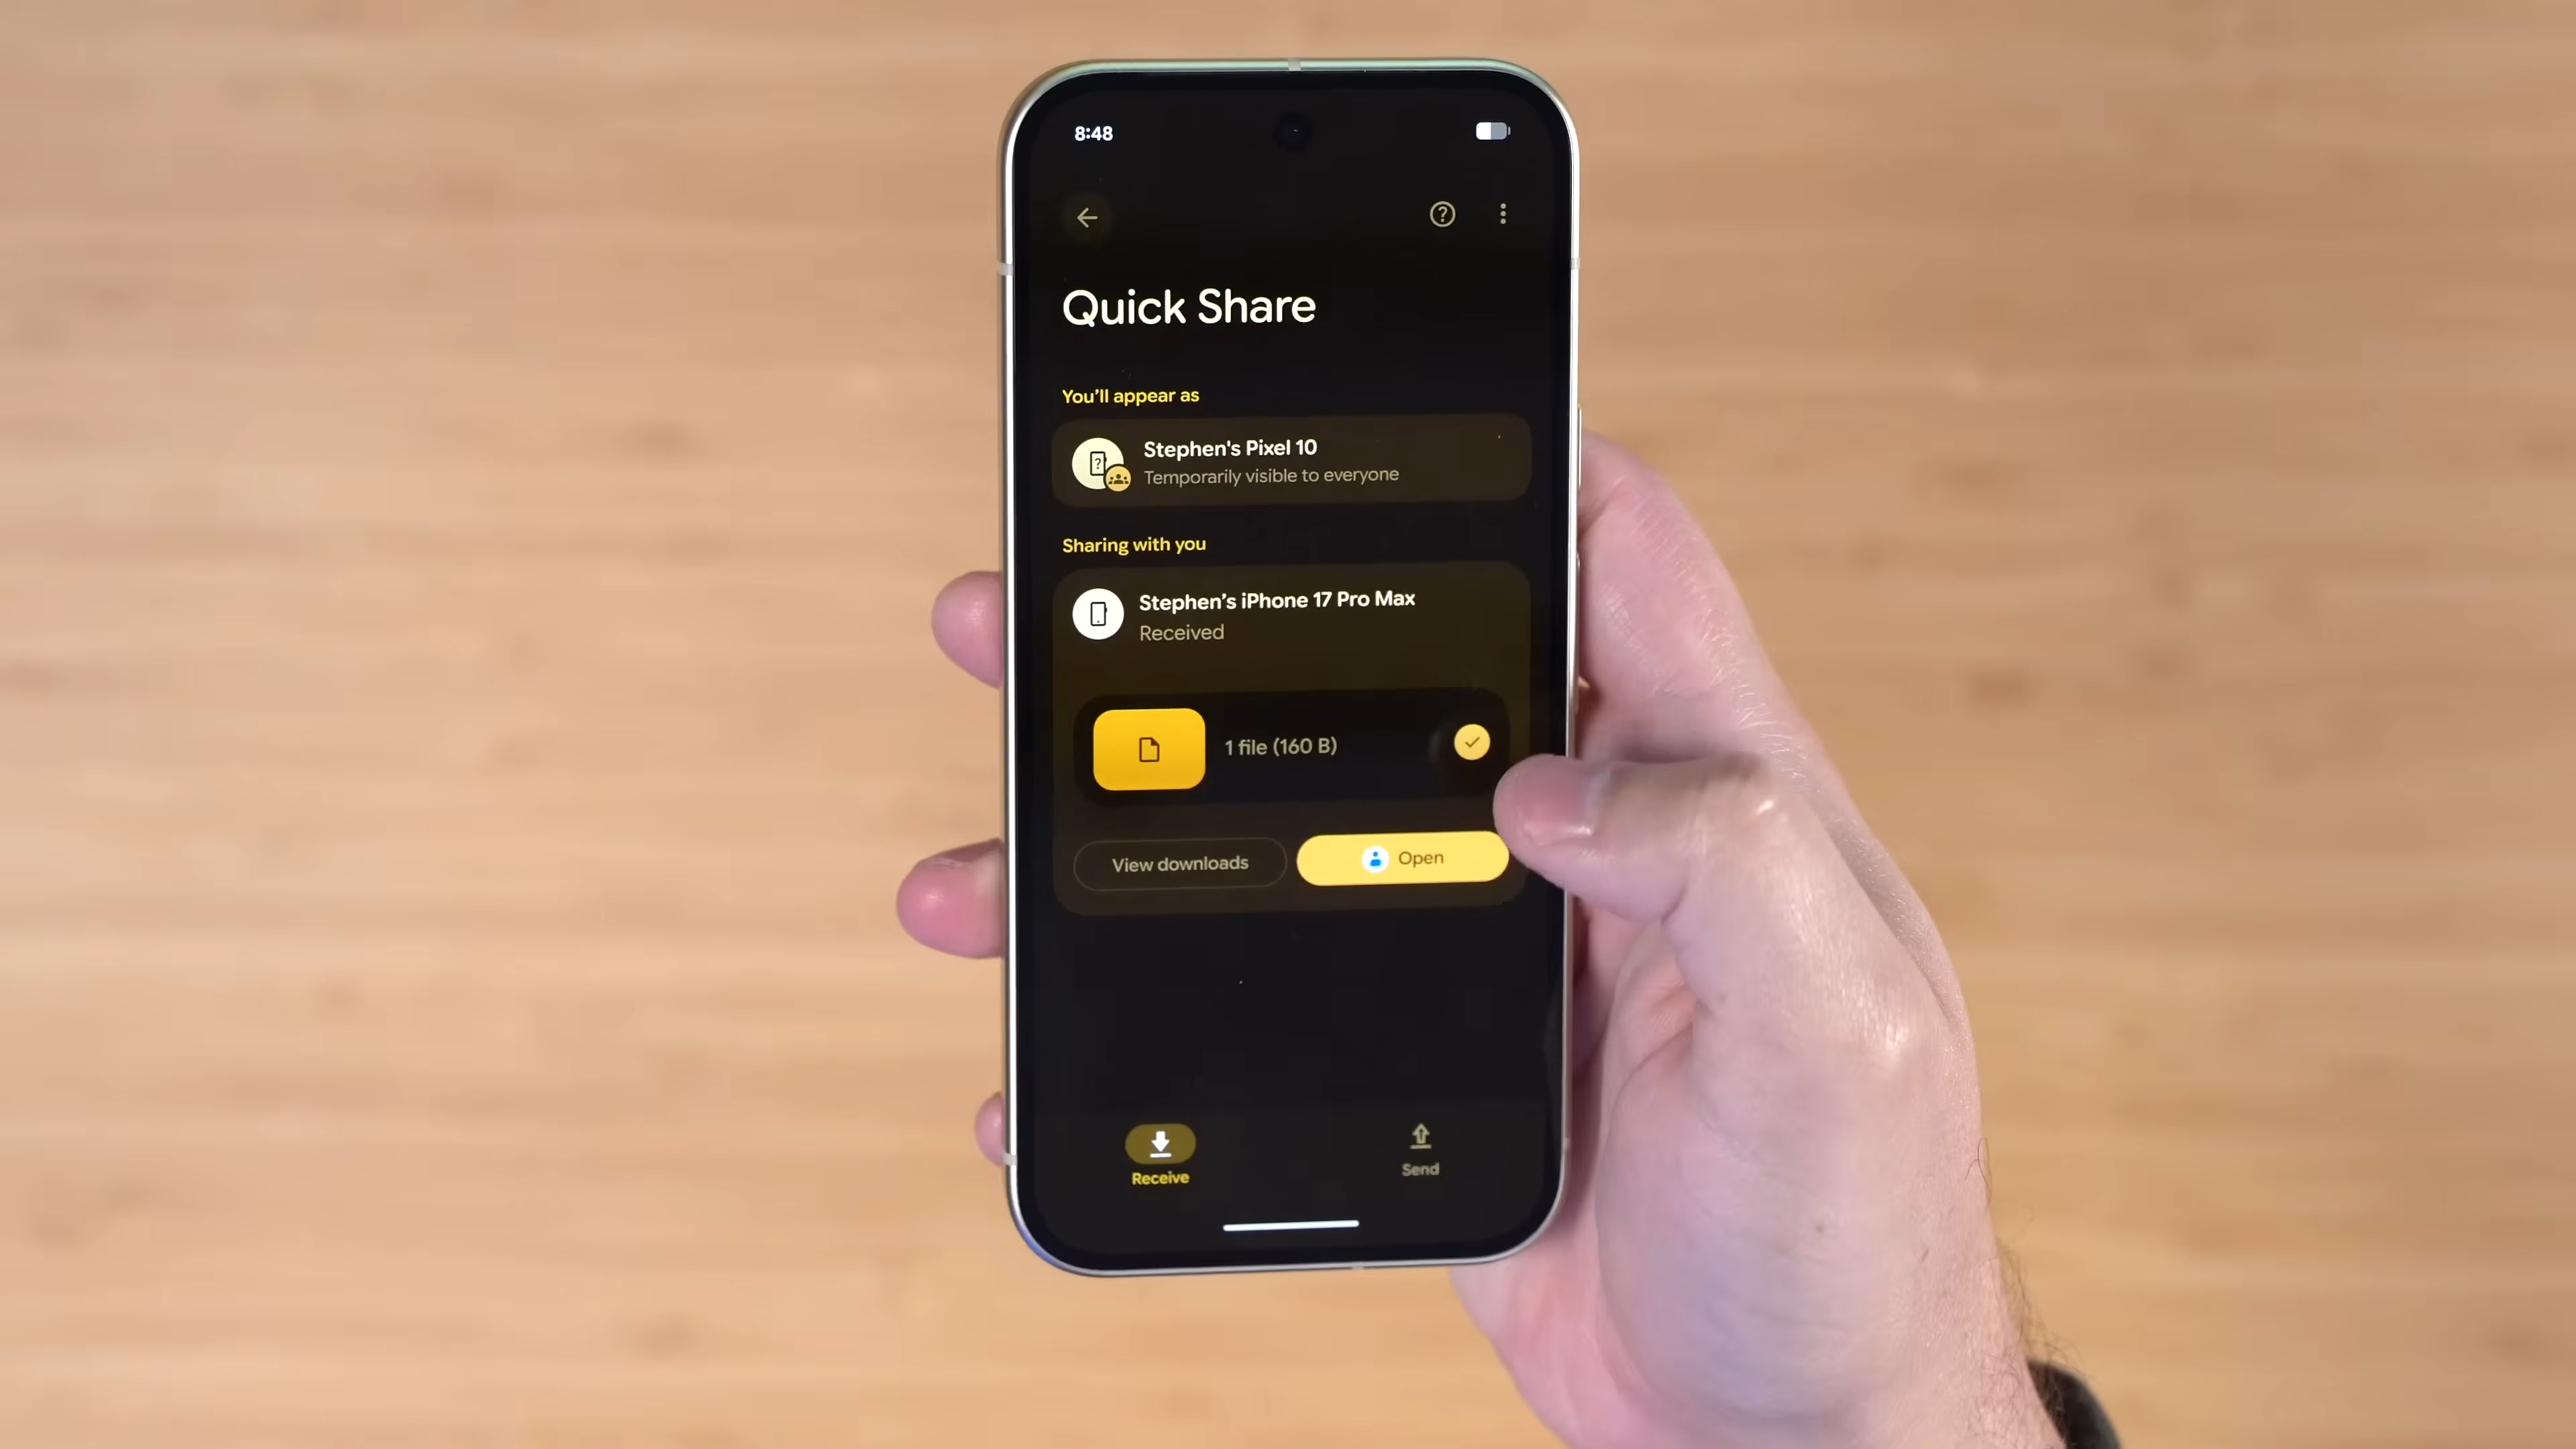 8:48
Quick Share
You'll appear as
Stephen's Pixel 10
Temporarily visible to everyone
Sharing with you
Stephen's iPhone 17 Pro Max
Received
1 file (160 B)
View downloads
Open
Receive
Send